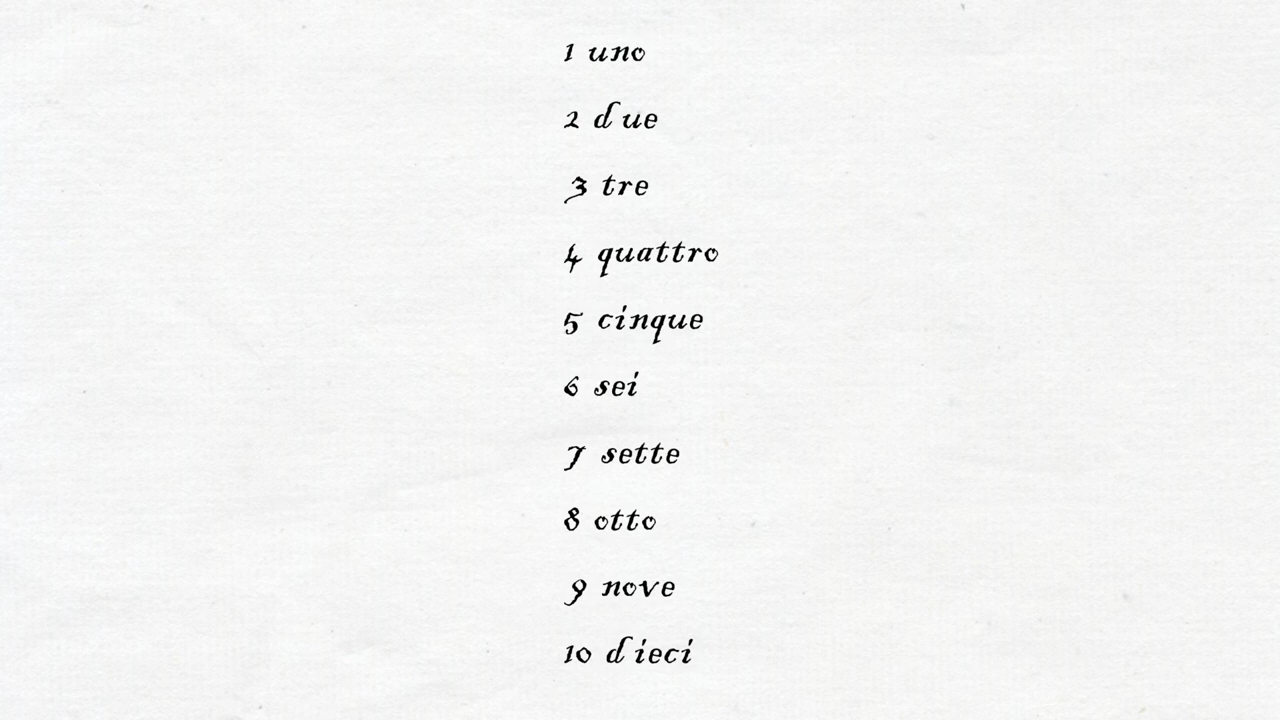 1 uno
2 due
3 tre
4 quattro
5 cinque
6 sei
7 sette
8 otto
9 nove
10 dieci